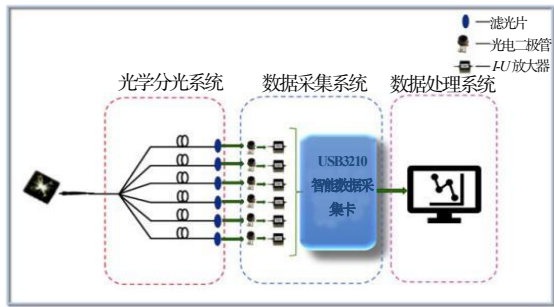 滤光片
光电二极管
I-U 放大器
光学分光系统
数据采集系统
数据处理系统
USB3210
智能数据采
集卡